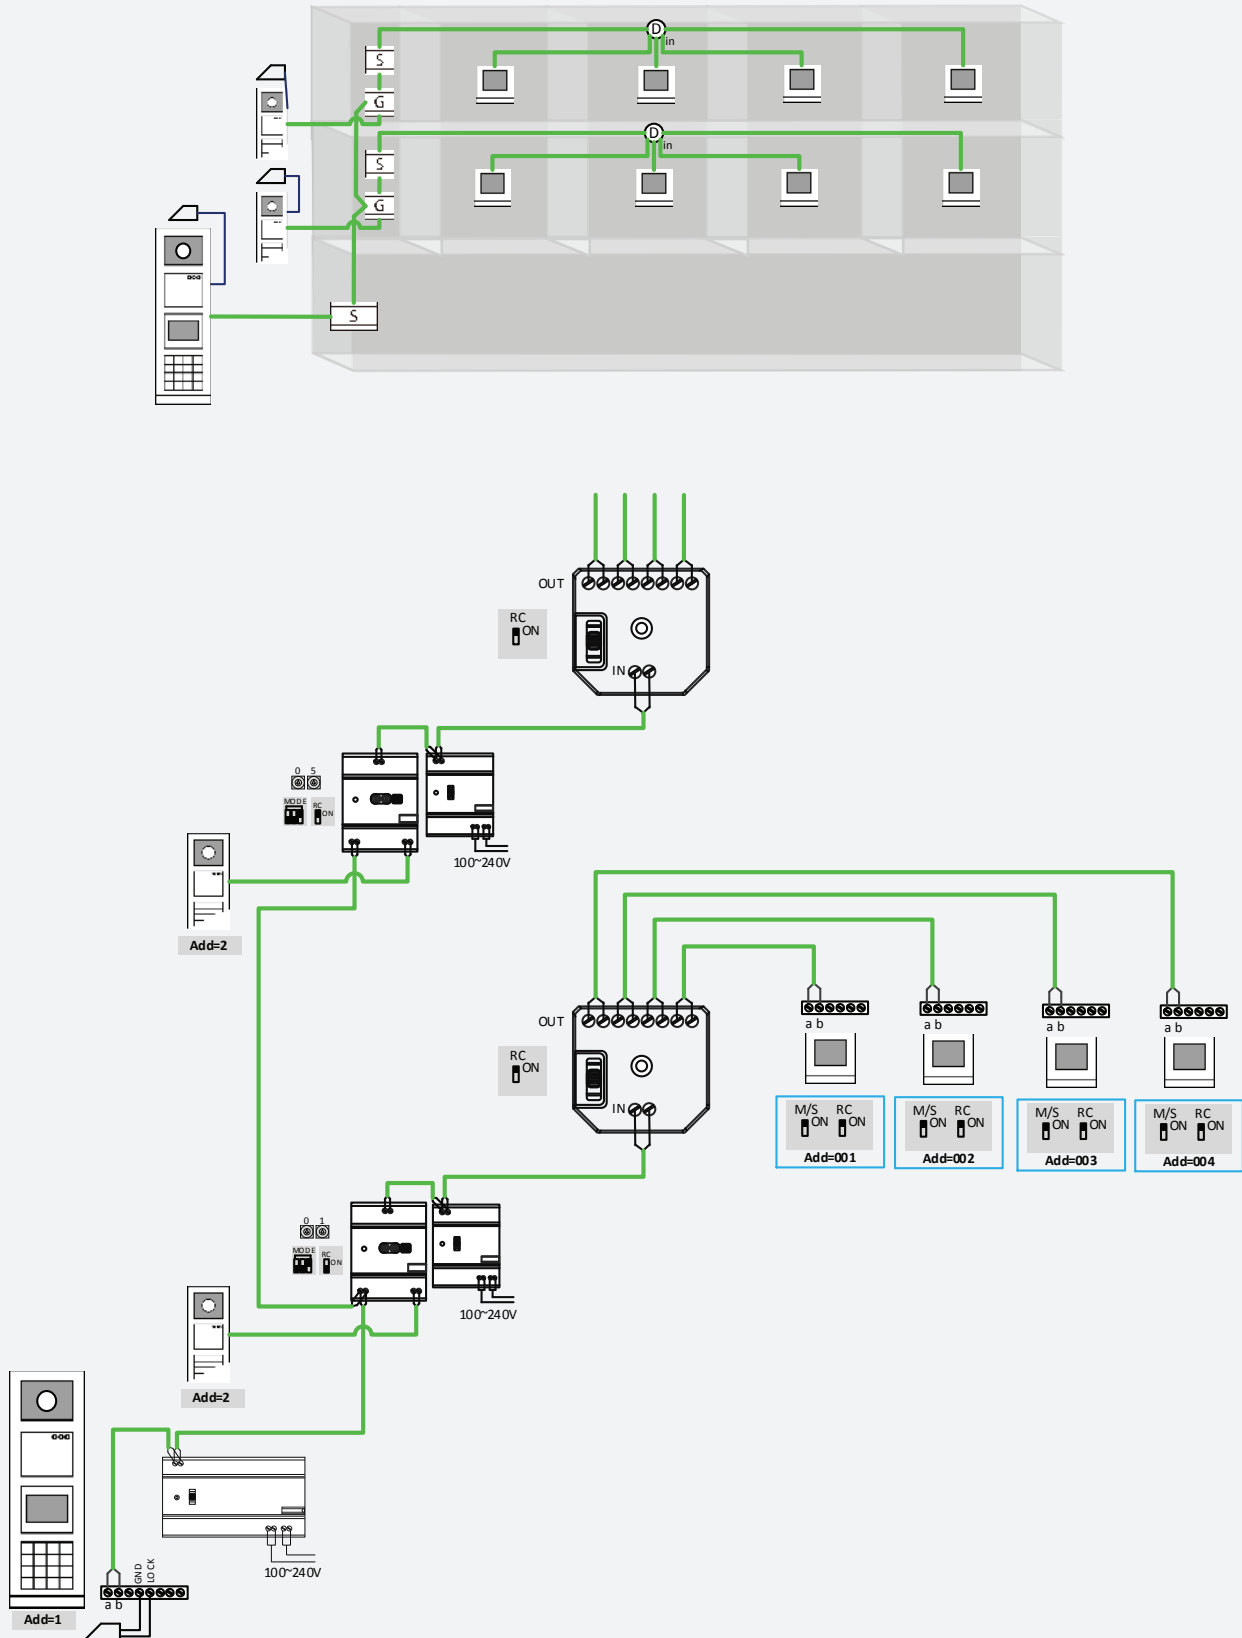 D
in
S
G
D
in
S
G
S
OUT
RC
ON
IN
0 5
MODE
RC
ON
100~240V
Add=2
OUT
a b
a b
a b
a b
RC
ON
IN
M/S RC
ON ON
Add=001
M/S RC
ON ON
Add=002
M/S RC
ON ON
Add=003
M/S RC
ON ON
Add=004
0 1
MODE
RC
ON
100~240V
Add=2
100~240V
GND
LOCK
a b
Add=1